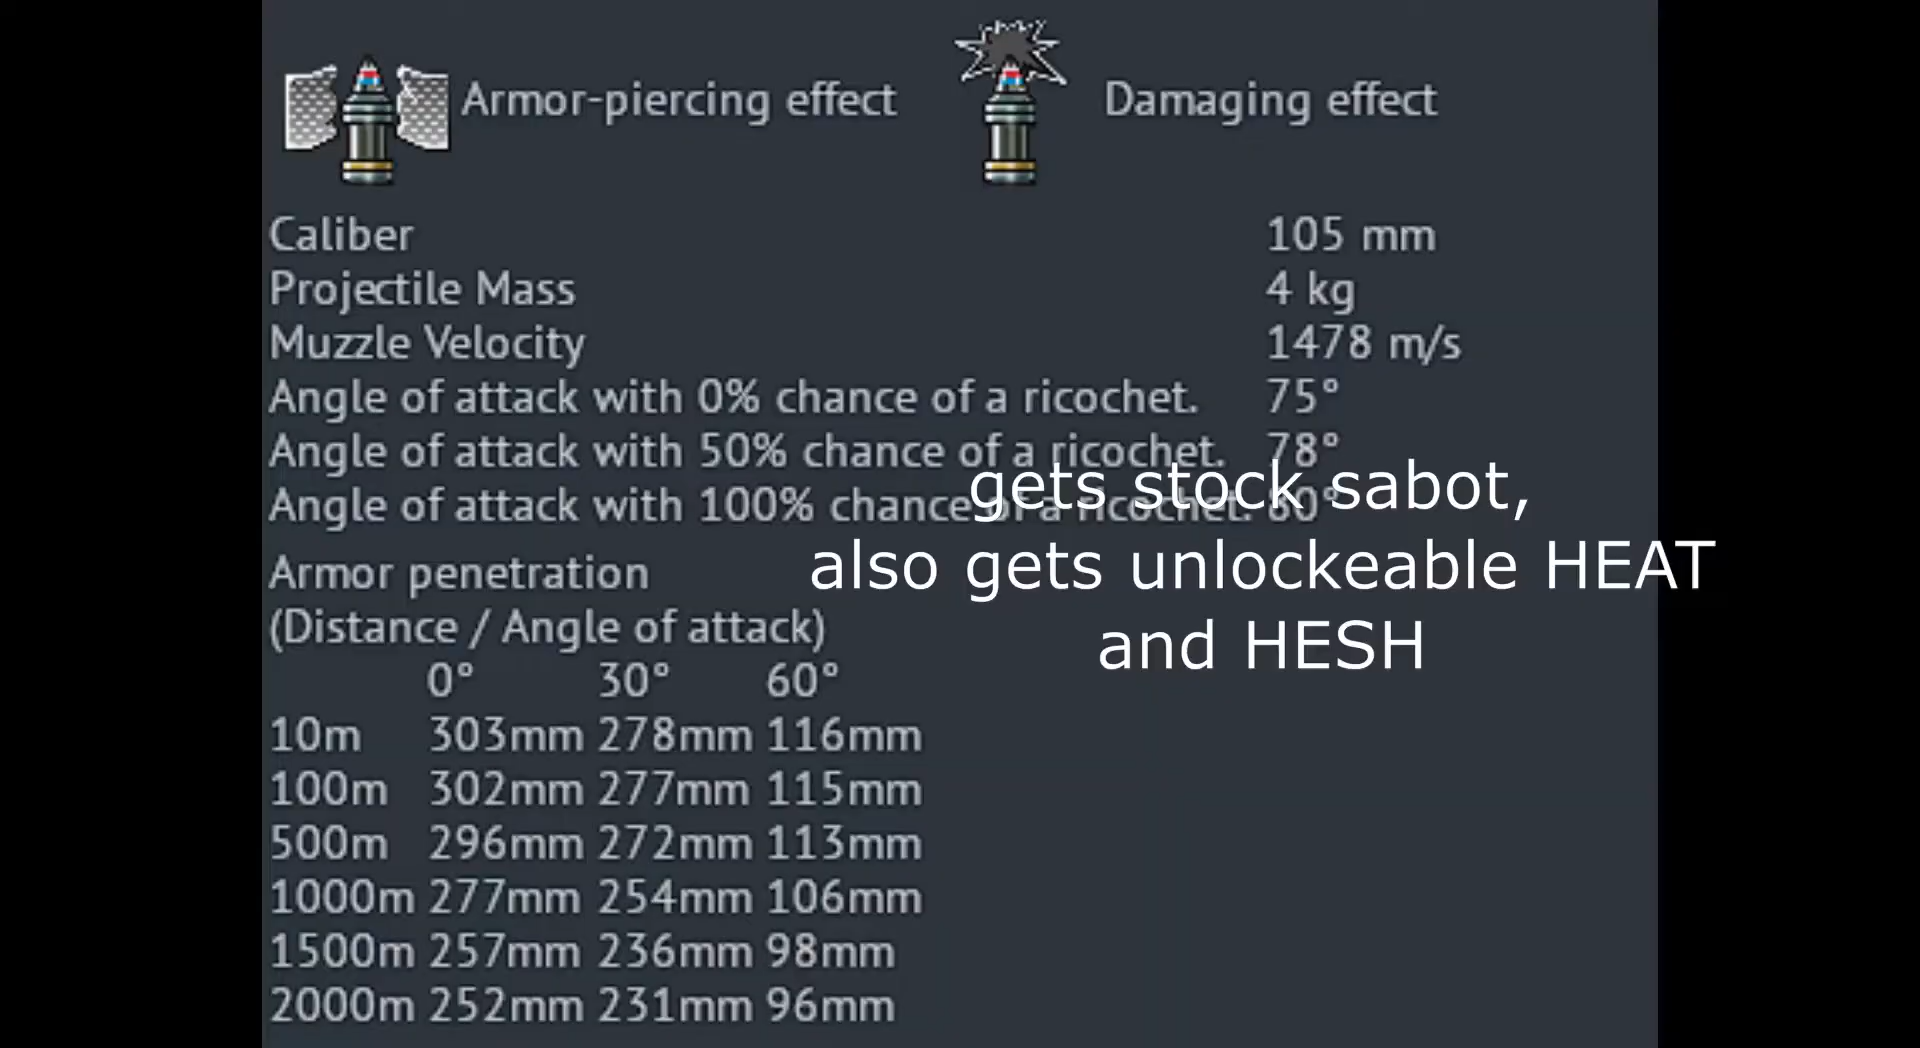 Armor-piercing effect Damaging effect
Caliber 105 mm
Projectile Mass 4 kg
Muzzle Velocity 1478 m/s
Angle of attack with 0% chance of a ricochet. 75°
Angle of attack with 50% chance of a ricochet. 78°
Angle of attack with 100% chance of a ricochet. 80°
gets stock sabot,
also gets unlockeable HEAT
and HESH
Armor penetration
(Distance / Angle of attack)
0° 30° 60°
10m 303mm 278mm 116mm
100m 302mm 277mm 115mm
500m 296mm 272mm 113mm
1000m 277mm 254mm 106mm
1500m 257mm 236mm 98mm
2000m 252mm 231mm 96mm